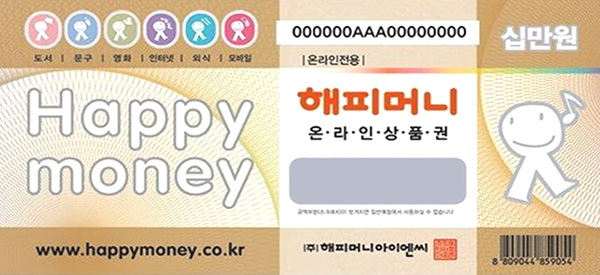 도서 | 문구 | 영화 | 인터넷 | 외식 | 모바일
Happy
money
www.happymoney.co.kr
000000AAA00000000
| 온라인전용 |
해피머니
온·라·인·상·품·권
(주)해피머니아이엔씨
십만원
8 809044 859054